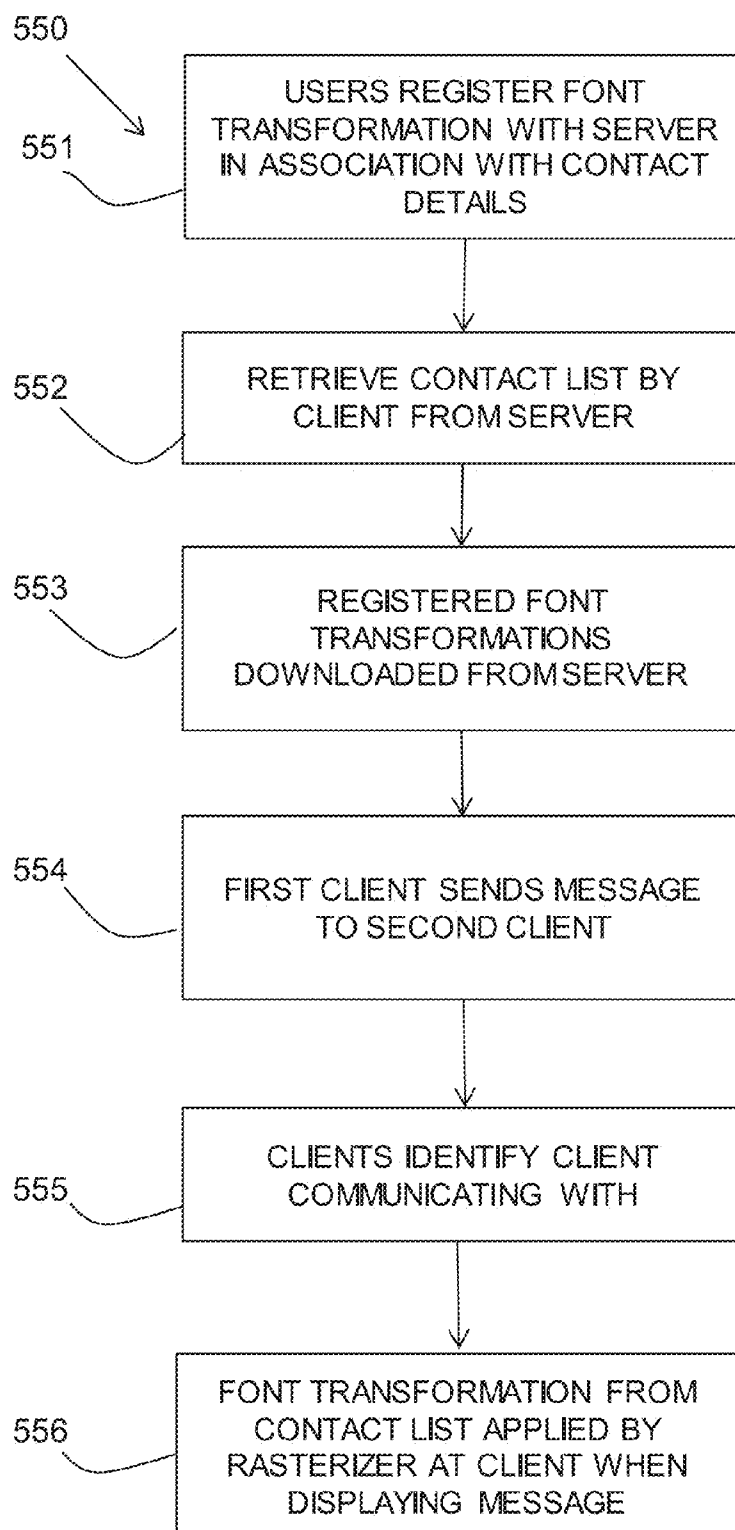 550
551
USERS REGISTER FONT
TRANSFORMATION WITH SERVER
IN ASSOCIATION WITH CONTACT
DETAILS
552
RETRIEVE CONTACT LIST BY
CLIENT FROM SERVER
553
REGISTERED FONT
TRANSFORMATIONS
DOWNLOADED FROM SERVER
554
FIRST CLIENT SENDS MESSAGE
TO SECOND CLIENT
555
CLIENTS IDENTIFY CLIENT
COMMUNICATING WITH
556
FONT TRANSFORMATION FROM
CONTACT LIST APPLIED BY
RASTERIZER AT CLIENT WHEN
DISPLAYING MESSAGE